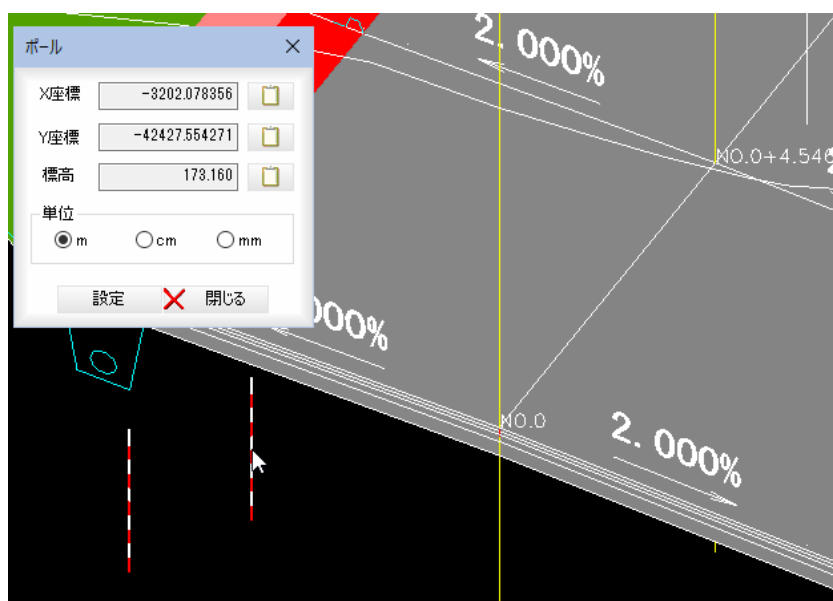 ポール
X座標 -3202.078356
Y座標 -42427.554271
標高 173.160
単位
m cm mm
設定 閉じる
2. 000%
NO.0+4.546
000%
NO.0
2. 000%